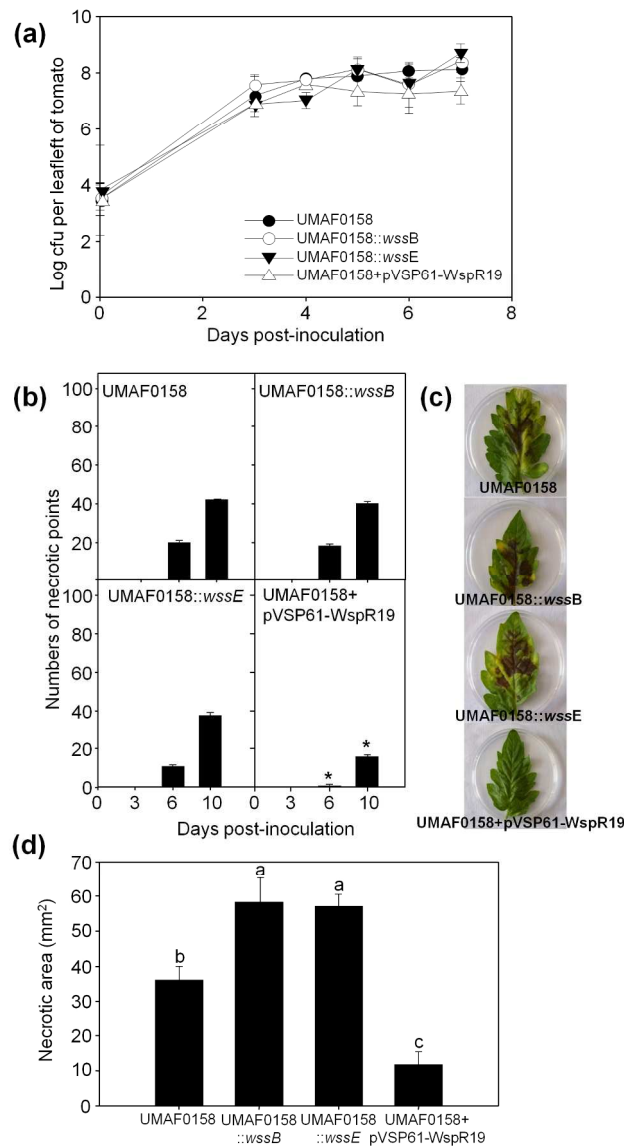 (a)
10
8
6
4
2
0
Log cfu per leafleft of tomato
UMAF0158
UMAF0158::wssB
UMAF0158::wssE
UMAF0158+pVSP61-WspR19
0 2 4 6 8
Days post-inoculation
(b)
Numbers of necrotic points
100
80
60
40
20
UMAF0158
UMAF0158::wssB
100
80
60
40
20
0
UMAF0158::wssE
UMAF0158+
pVSP61-WspR19
* *
0 3 6 10 0 3 6 10
Days post-inoculation
(c)
UMAF0158
UMAF0158::wssB
UMAF0158::wssE
UMAF0158+pVSP61-WspR19
(d)
Necrotic area (mm²)
70
60
50
40
30
20
10
0
b
a
a
c
UMAF0158
UMAF0158
::wssB
UMAF0158
::wssE
UMAF0158+
pVSP61-WspR19